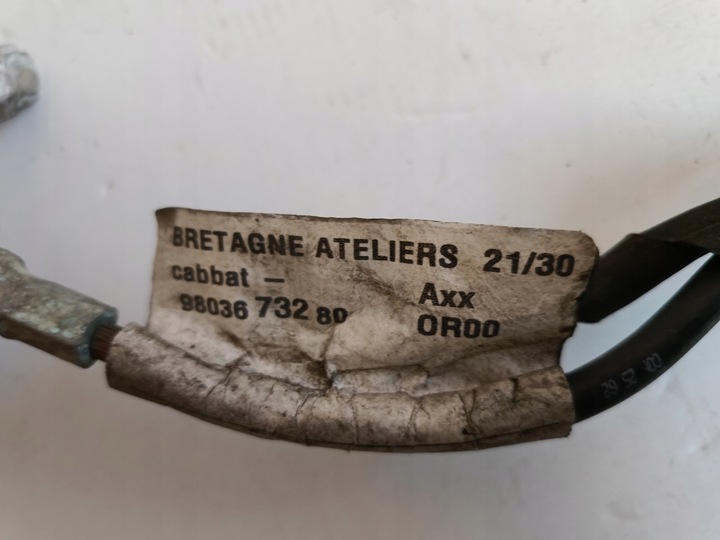 BRETAGNE ATELIERS 21/30
cabbat - Axx
98036 732 80 OR00